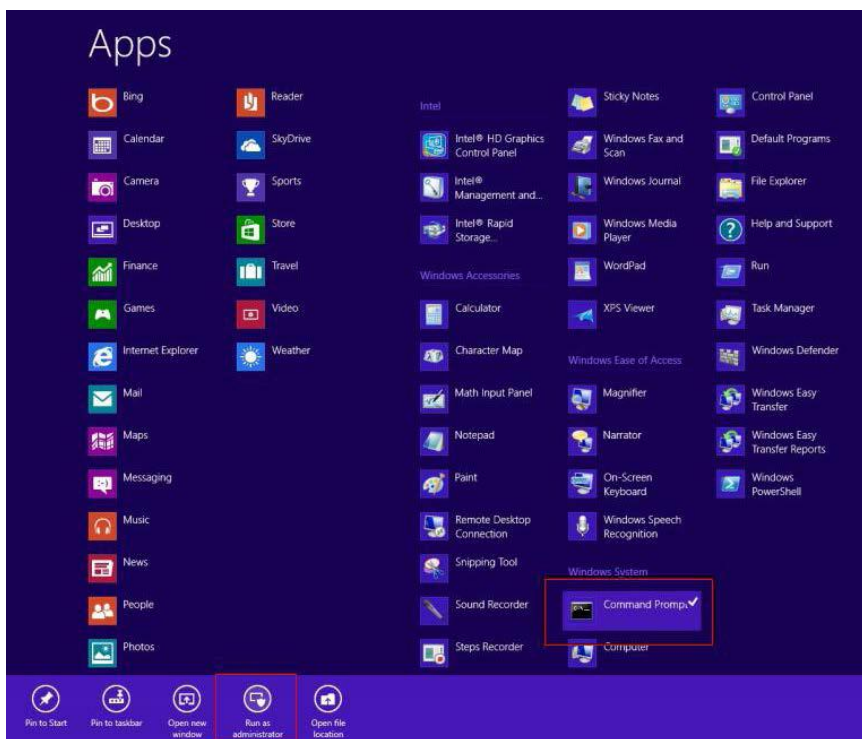 Apps
Bing
Calendar
Camera
Desktop
Finance
Games
Internet Explorer
Mail
Maps
Messaging
Music
News
People
Photos
Reader
SkyDrive
Sports
Store
Travel
Video
Weather
Intel
Intel® HD Graphics
Control Panel
Intel®
Management and...
Intel® Rapid
Storage...
Windows Accessories
Calculator
Character Map
Math Input Panel
Notepad
Paint
Remote Desktop
Connection
Snipping Tool
Sound Recorder
Steps Recorder
Sticky Notes
Windows Fax and
Scan
Windows Journal
Windows Media
Player
WordPad
XPS Viewer
Windows Ease of Access
Magnifier
Narrator
On-Screen
Keyboard
Windows Speech
Recognition
Windows System
Command Promp
Computer
Control Panel
Default Programs
File Explorer
Help and Support
Run
Task Manager
Windows Defender
Windows Easy
Transfer
Windows Easy
Transfer Reports
Windows
PowerShell
Pin to Start
Pin to taskbar
Open new
window
Run as
administrator
Open file
location